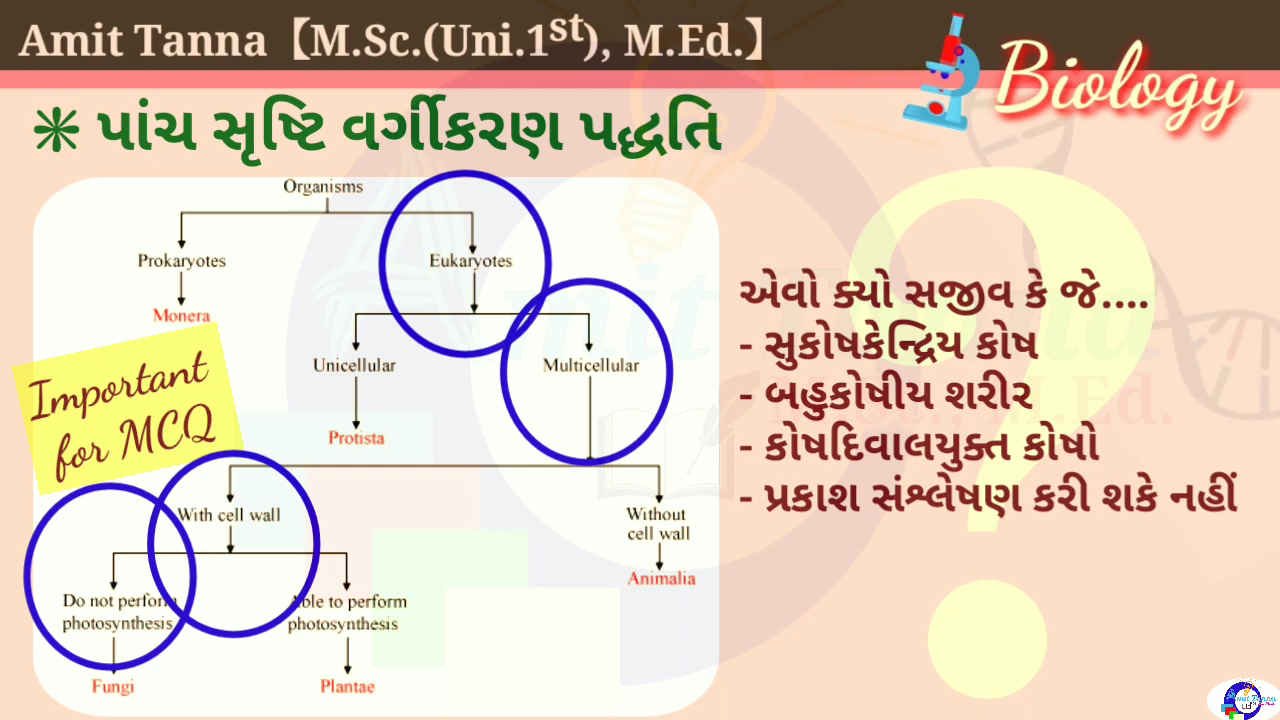 Amit Tanna【M.Sc.(Uni.1st), M.Ed.】
Biology
❋ પાંચ સૃષ્ટિ વર્ગીકરણ પદ્ધતિ
Organisms
Prokaryotes
Eukaryotes
Monera
Unicellular
Multicellular
Important
for MCQ
Protista
With cell wall
Without
cell wall
Animalia
Do not perform
photosynthesis
Able to perform
photosynthesis
Fungi
Plantae
એવો ક્યો સજીવ કે જે....
- સુકોષકેન્દ્રિય કોષ
- બહુકોષીય શરીર
- કોષદિવાલયુક્ત કોષો
- પ્રકાશ સંશ્લેષણ કરી શકે નહીં
?